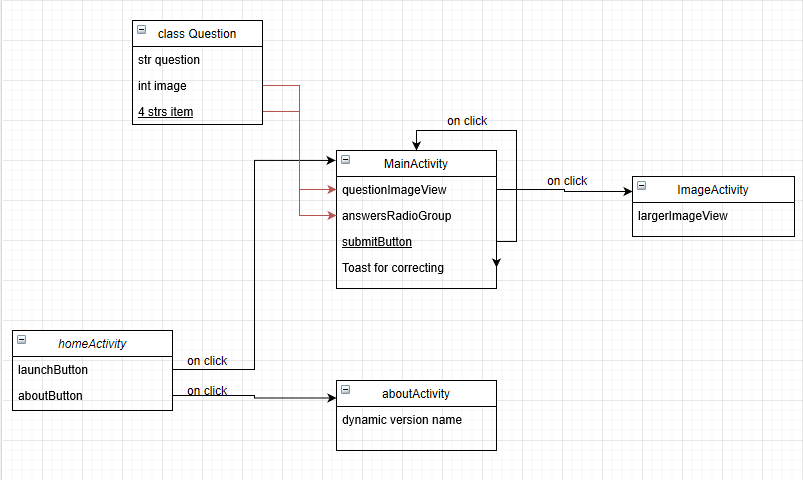 class Question
str question
int image
4 strs item
on click
MainActivity
questionImageView
answersRadioGroup
submitButton
Toast for correcting
on click
ImageActivity
largerImageView
homeActivity
launchButton
aboutButton
on click
on click
aboutActivity
dynamic version name